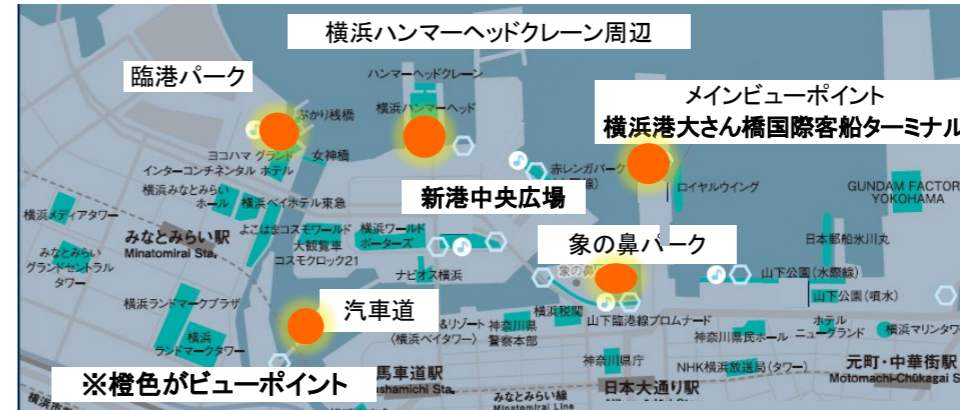 横浜ハンマーヘッドクレーン周辺
臨港パーク
ハンマーヘッドクレーン
メインビューポイント
横浜港大さん橋国際客船ターミナル
ぷかり桟橋
横浜ハンマーヘッド
ヨコハマ グランド
インターコンチネンタル ホテル
女神橋
赤レンガパーク
ロイヤルウイング
GUNDAM FACTORY
YOKOHAMA
横浜みなとみらい
ホール
横浜ベイホテル東急
新港中央広場
横浜メディアタワー
みなとみらい駅
Minatomirai Sta.
よこはまコスモワールド
大観覧車
コスモクロック21
横浜ワールド
ポーターズ
象の鼻パーク
日本郵船氷川丸
みなとみらい
グランドセントラル
タワー
ナビオス横浜
象の鼻
山下公園(水際線)
横浜ランドマークプラザ
汽車道
山下公園(噴水)
横浜
ランドマークタワー
&リゾート
〈横浜ベイタワー〉
神奈川県
警察本部
横浜税関
山下臨港線プロムナード
神奈川県民ホール
ホテル
ニューグランド
横浜マリンタワ
※橙色がビューポイント
馬車道駅
shamichi Sta.
神奈川県庁
NHK横浜放送局(タワー)
元町・中華街駅
Motomachi-Chūkagai S
みなとみらい線
Minatomirai Line
日本大通り駅